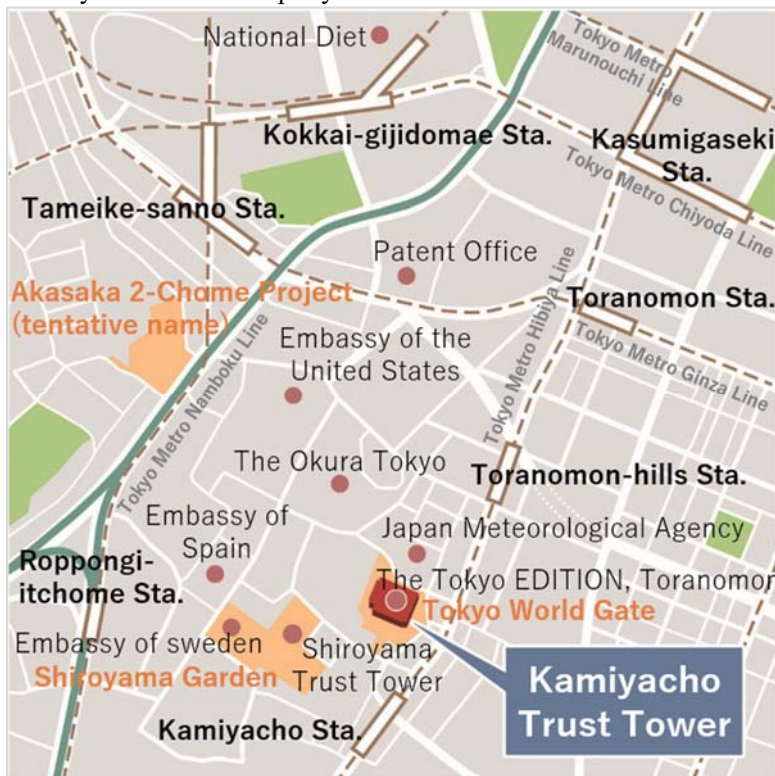 National Diet
Tokyo Metro
Marunouchi Line
Kokkai-gijidomae Sta.
Kasumigaseki
Sta.
Tokyo Metro Chiyoda Line
Tameike-sanno Sta.
Patent Office
Akasaka 2-Chome Project
(tentative name)
Toranomon Sta.
Tokyo Metro Hibiya Line
Tokyo Metro Ginza Line
Embassy of the
United States
Tokyo Metro Namboku Line
The Okura Tokyo
Toranomon-hills Sta.
Embassy of
Spain
Japan Meteorological Agency
Roppongi-
itchome Sta.
The Tokyo EDITION, Toranomon
Tokyo World Gate
Embassy of sweden
Shiroyama Garden
Shiroyama
Trust Tower
Kamiyacho
Trust Tower
Kamiyacho Sta.